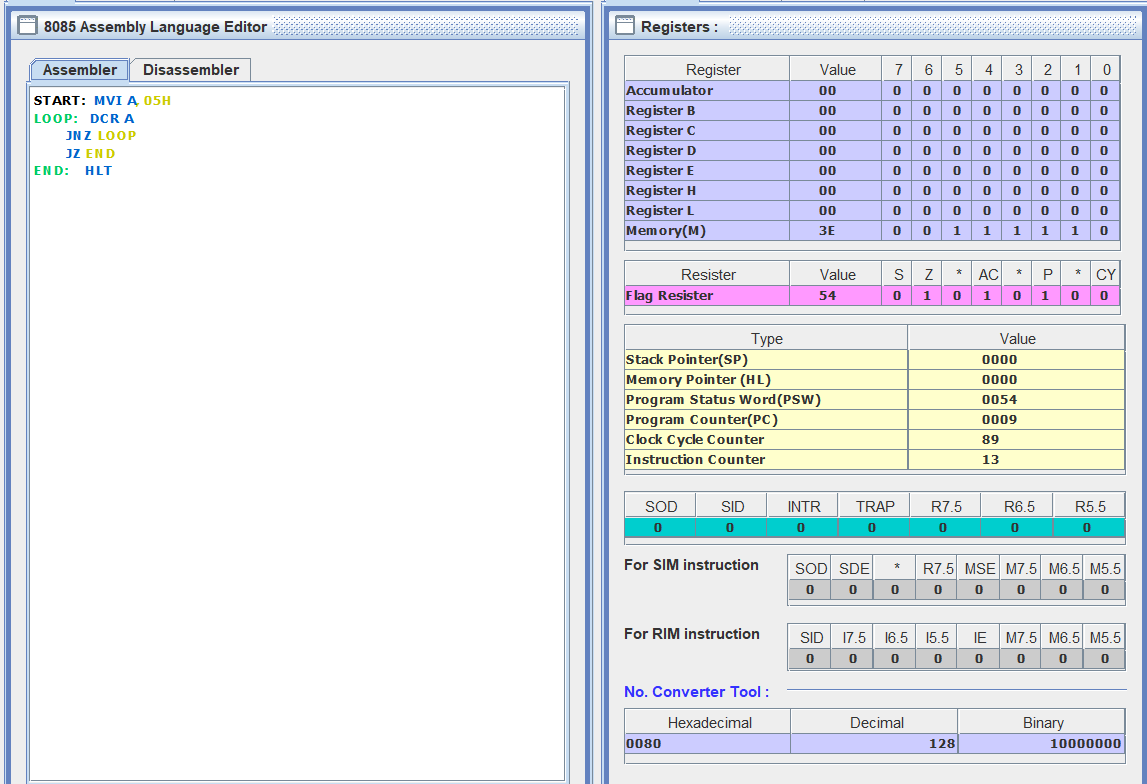 8085 Assembly Language Editor
Assembler Disassembler
START: MVI A, 05H
LOOP: DCR A
JNZ LOOP
JZ END
END: HLT
Registers :
Register Value 7 6 5 4 3 2 1 0
Accumulator 00 0 0 0 0 0 0 0 0
Register B 00 0 0 0 0 0 0 0 0
Register C 00 0 0 0 0 0 0 0 0
Register D 00 0 0 0 0 0 0 0 0
Register E 00 0 0 0 0 0 0 0 0
Register H 00 0 0 0 0 0 0 0 0
Register L 00 0 0 0 0 0 0 0 0
Memory(M) 3E 0 0 1 1 1 1 1 0
Resister Value S Z * AC * P * CY
Flag Resister 54 0 1 0 1 0 1 0 0
Type Value
Stack Pointer(SP) 0000
Memory Pointer (HL) 0000
Program Status Word(PSW) 0054
Program Counter(PC) 0009
Clock Cycle Counter 89
Instruction Counter 13
SOD SID INTR TRAP R7.5 R6.5 R5.5
0 0 0 0 0 0 0
For SIM instruction
SOD SDE * R7.5 MSE M7.5 M6.5 M5.5
0 0 0 0 0 0 0 0
For RIM instruction
SID I7.5 I6.5 I5.5 IE M7.5 M6.5 M5.5
0 0 0 0 0 0 0 0
No. Converter Tool :
Hexadecimal Decimal Binary
0080 128 10000000